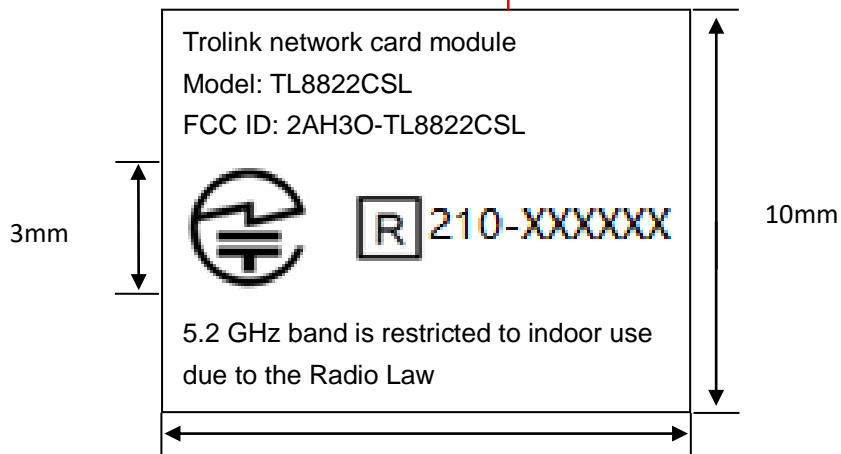 Trolink network card module
Model: TL8822CSL
FCC ID: 2AH3O-TL8822CSL
3mm
R 210-XXXXXX
10mm
5.2 GHz band is restricted to indoor use
due to the Radio Law